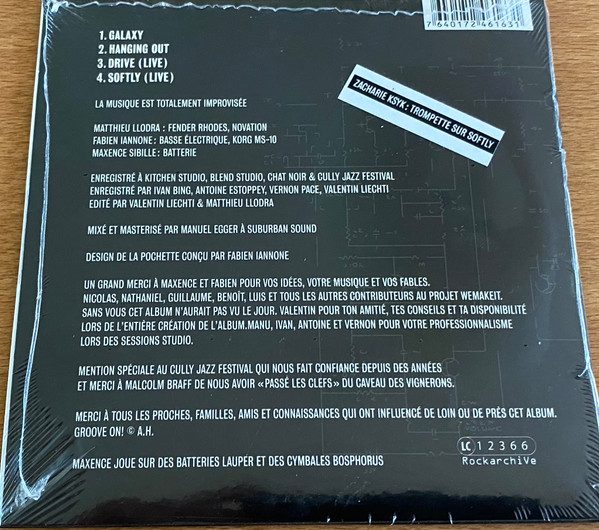 7640172461631
1. GALAXY
2. HANGING OUT
3. DRIVE (LIVE)
4. SOFTLY (LIVE)
ZACHARIE KSYK : TROMPETTE SUR SOFTLY
LA MUSIQUE EST TOTALEMENT IMPROVISÉE
MATTHIEU LLODRA : FENDER RHODES, NOVATION
FABIEN IANNONE : BASSE ÉLECTRIQUE, KORG MS-10
MAXENCE SIBILLE : BATTERIE
ENREGISTRÉ À KITCHEN STUDIO, BLEND STUDIO, CHAT NOIR & CULLY JAZZ FESTIVAL
ENREGISTRÉ PAR IVAN BING, ANTOINE ESTOPPEY, VERNON PACE, VALENTIN LIECHTI
EDITÉ PAR VALENTIN LIECHTI & MATTHIEU LLODRA
MIXÉ ET MASTERISÉ PAR MANUEL EGGER À SUBURBAN SOUND
DESIGN DE LA POCHETTE CONÇU PAR FABIEN IANNONE
UN GRAND MERCI À MAXENCE ET FABIEN POUR VOS IDÉES, VOTRE MUSIQUE ET VOS FABLES.
NICOLAS, NATHANIEL, GUILLAUME, BENOÎT, LUIS ET TOUS LES AUTRES CONTRIBUTEURS AU PROJET WEMAKEIT.
SANS VOUS CET ALBUM N'AURAIT PAS VU LE JOUR. VALENTIN POUR TON AMITIÉ, TES CONSEILS ET TA DISPONIBILITÉ
LORS DE L'ENTIÈRE CRÉATION DE L'ALBUM.MANU, IVAN, ANTOINE ET VERNON POUR VOTRE PROFESSIONNALISME
LORS DES SESSIONS STUDIO.
MENTION SPÉCIALE AU CULLY JAZZ FESTIVAL QUI NOUS FAIT CONFIANCE DEPUIS DES ANNÉES
ET MERCI À MALCOLM BRAFF DE NOUS AVOIR «PASSÉ LES CLEFS» DU CAVEAU DES VIGNERONS.
MERCI À TOUS LES PROCHES, FAMILLES, AMIS ET CONNAISSANCES QUI ONT INFLUENCÉ DE LOIN OU DE PRÉS CET ALBUM.
GROOVE ON! © A.H.
LC 12366
RockarchiVe
MAXENCE JOUE SUR DES BATTERIES LAUPER ET DES CYMBALES BOSPHORUS